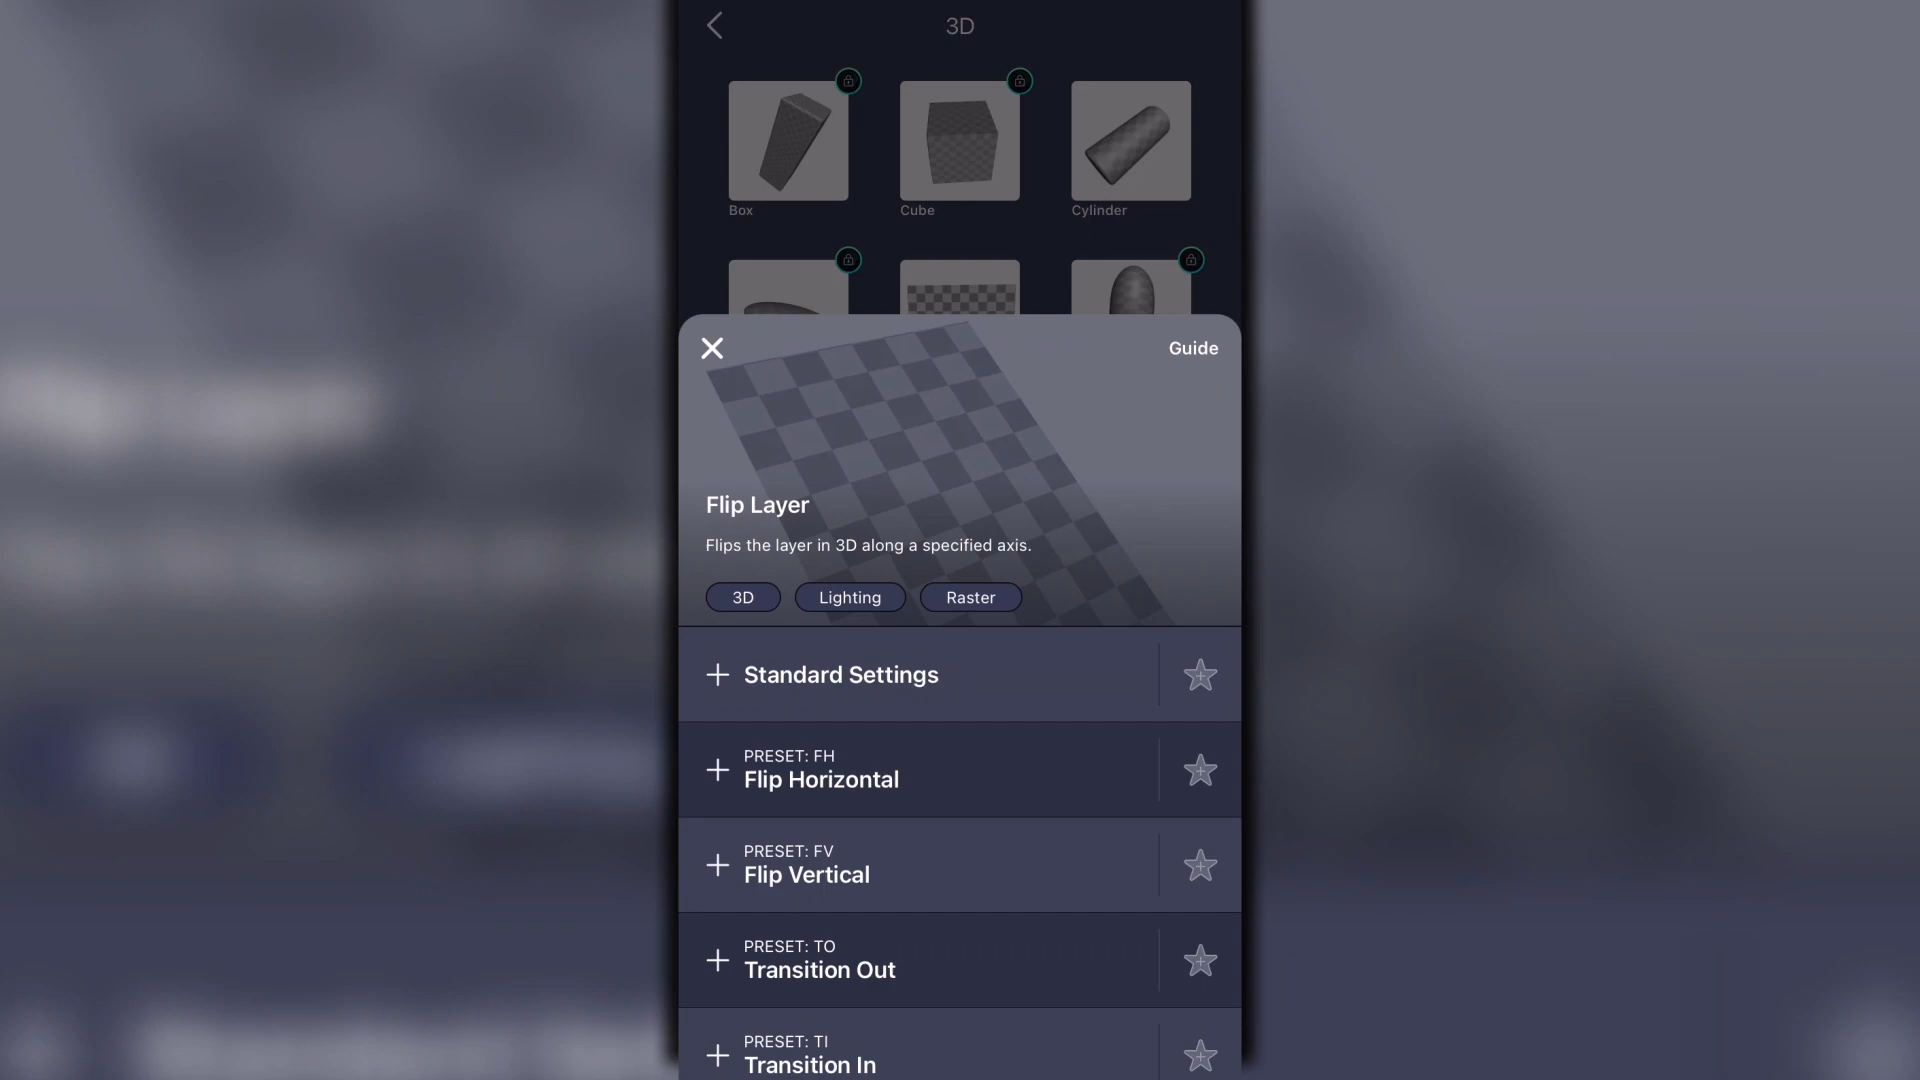 3D
Box
Cube
Cylinder
Guide
Flip Layer
Flips the layer in 3D along a specified axis.
3D
Lighting
Raster
Standard Settings
PRESET: FH
Flip Horizontal
PRESET: FV
Flip Vertical
PRESET: TO
Transition Out
PRESET: TI
Transition In